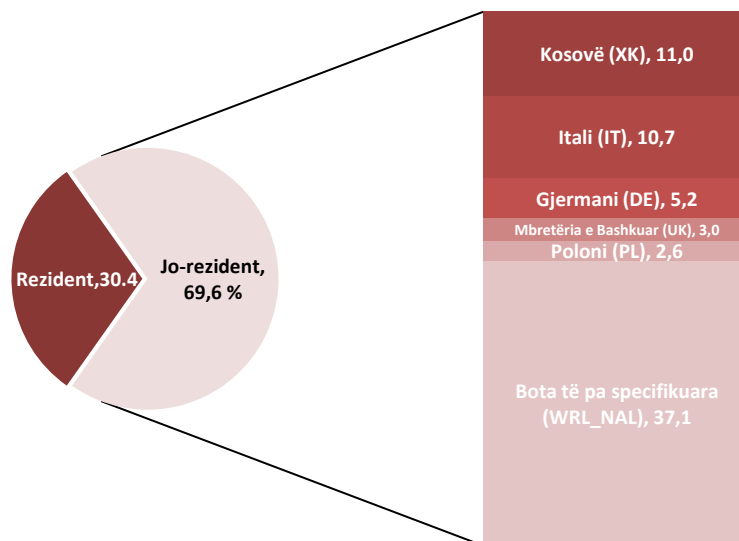 Rezident,30.4
Jo-rezident,
69,6 %
Kosovë (XK), 11,0
Itali (IT), 10,7
Gjermani (DE), 5,2
Mbretëria e Bashkuar (UK), 3,0
Poloni (PL), 2,6
Bota të pa specifikuara
(WRL_NAL), 37,1